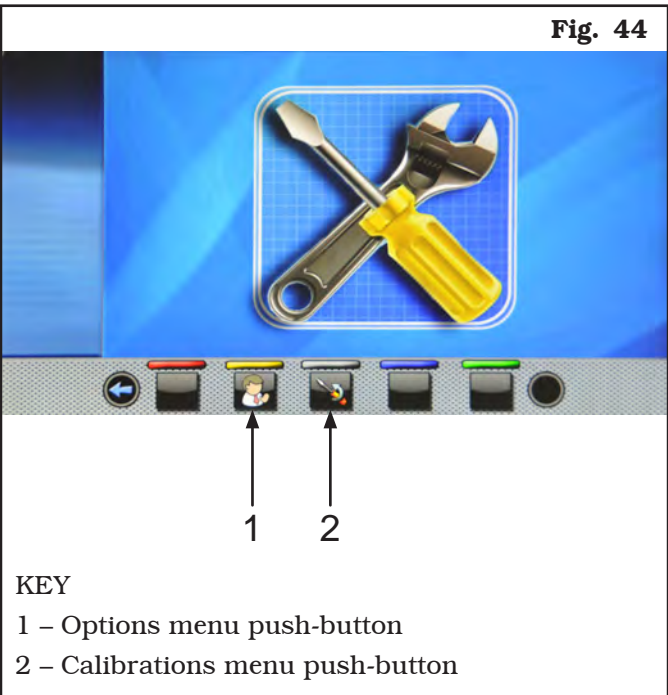 Fig. 44
1 2
KEY
1 – Options menu push-button
2 – Calibrations menu push-button